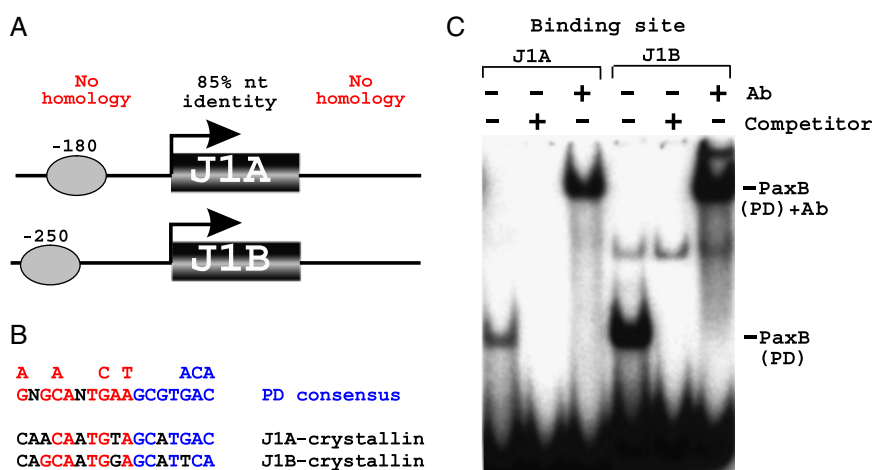 A
No
homology
85% nt
identity
No
homology
-180
J1A
-250
J1B
B
A A C T ACA
GNGCANTGAAGCGTGAC PD consensus
CAACAATGTAGCATGAC J1A-crystallin
CAGCAATGGAGCATTCA J1B-crystallin
C
Binding site
J1A J1B
- - + - - + Ab
- + - - + - Competitor
-PaxB
(PD)+Ab
-PaxB
(PD)